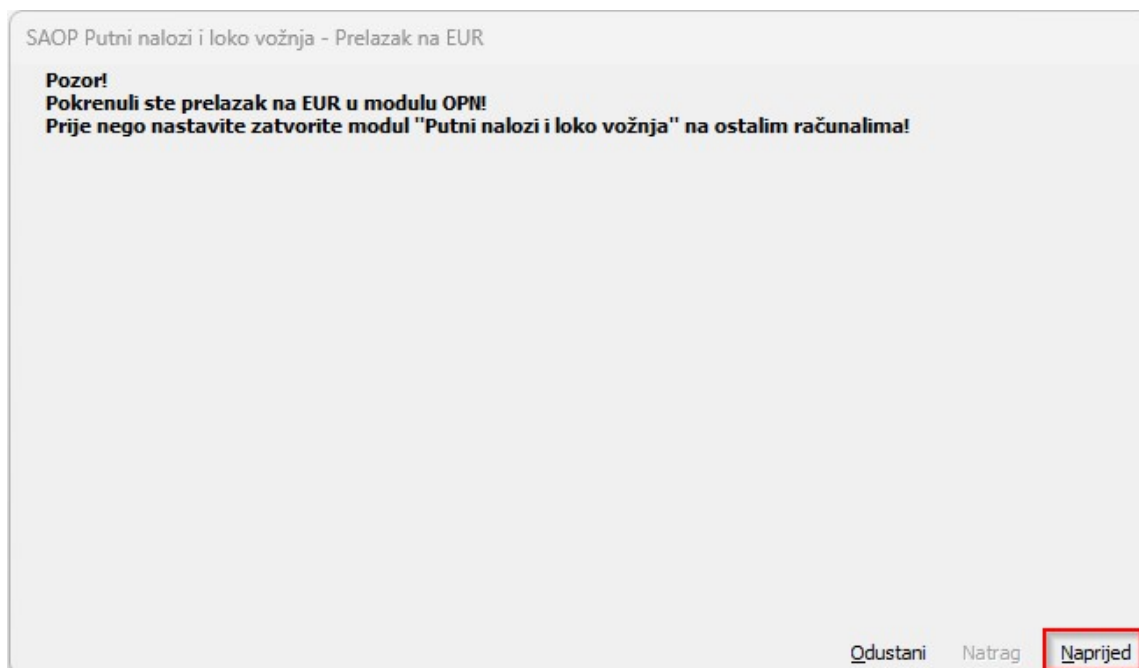 SAOP Putni nalozi i loko vožnja - Prelazak na EUR
Pozor!
Pokrenuli ste prelazak na EUR u modulu OPN!
Prije nego nastavite zatvorite modul "Putni nalozi i loko vožnja" na ostalim računalima!
Odustani Natrag Naprijed